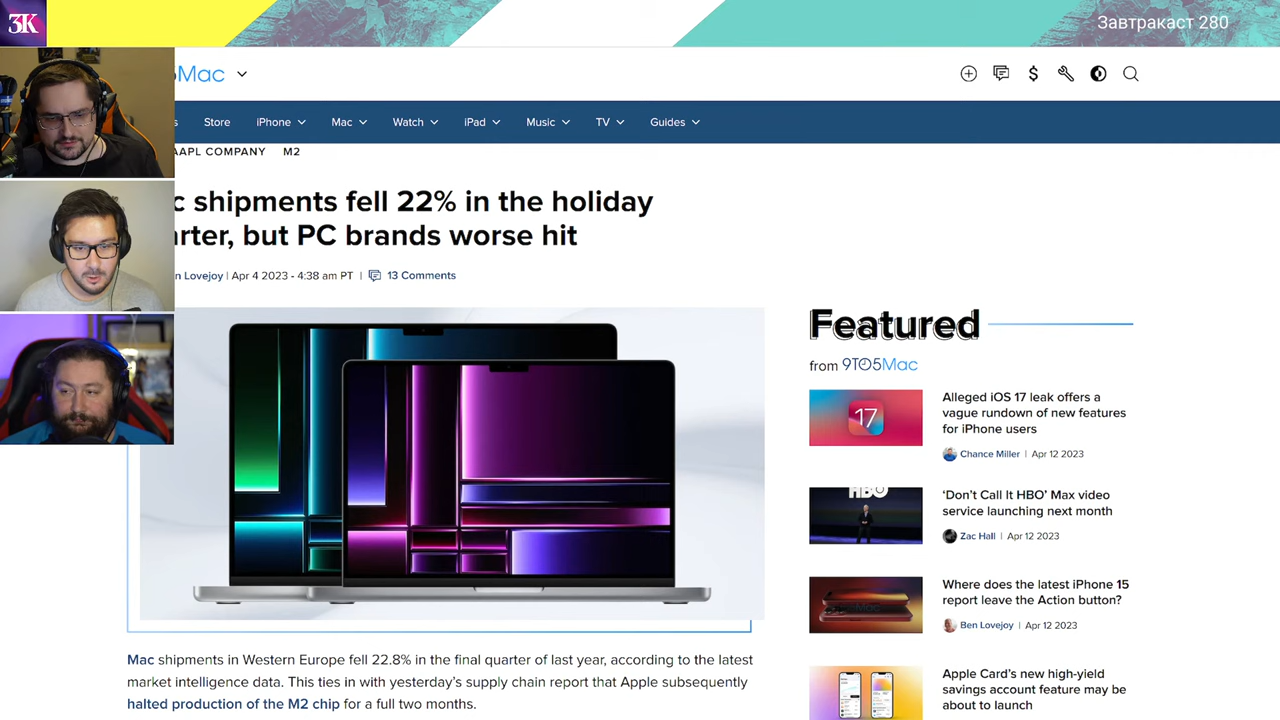 3K
Завтракаст 280
Mac
Store
iPhone
Mac
Watch
iPad
Music
TV
Guides
AAPL COMPANY
M2
shipments fell 22% in the holiday
but PC brands worse hit
Lovejoy | Apr 4 2023 - 4:38 am PT | 13 Comments
Featured
from 9TO5Mac
17
Alleged iOS 17 leak offers a
vague rundown of new features
for iPhone users
Chance Miller | Apr 12 2023
HBO
‘Don’t Call It HBO’ Max video
service launching next month
Zac Hall | Apr 12 2023
Where does the latest iPhone 15
report leave the Action button?
Ben Lovejoy | Apr 12 2023
Apple Card’s new high-yield
savings account feature may be
about to launch
Mac shipments in Western Europe fell 22.8% in the final quarter of last year, according to the latest
market intelligence data. This ties in with yesterday’s supply chain report that Apple subsequently
halted production of the M2 chip for a full two months.